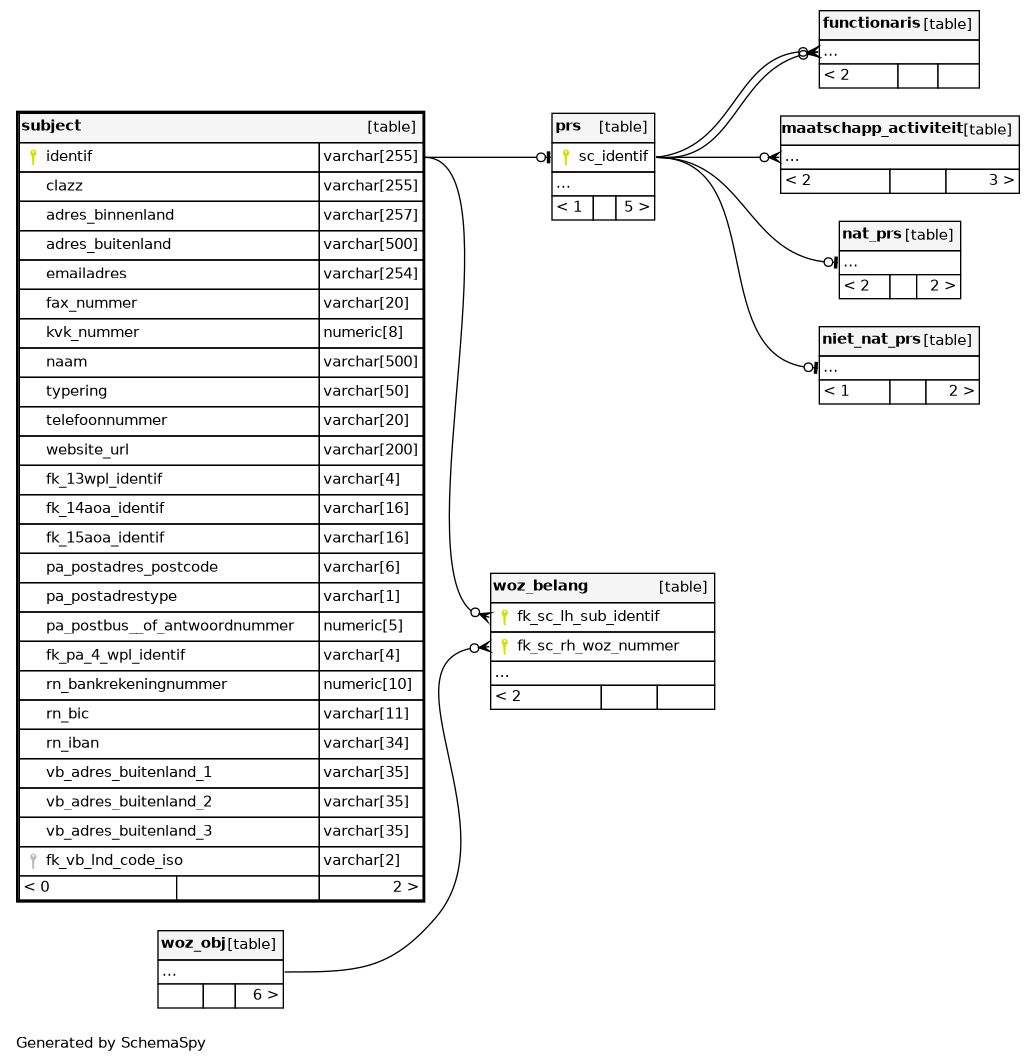 functionaris [table]
...
< 2
subject [table]
identif varchar[255]
clazz varchar[255]
adres_binnenland varchar[257]
adres_buitenland varchar[500]
emailadres varchar[254]
fax_nummer varchar[20]
kvk_nummer numeric[8]
naam varchar[500]
typering varchar[50]
telefoonnummer varchar[20]
website_url varchar[200]
fk_13wpl_identif varchar[4]
fk_14aoa_identif varchar[16]
fk_15aoa_identif varchar[16]
pa_postadres_postcode varchar[6]
pa_postadrestype varchar[1]
pa_postbus__of_antwoordnummer numeric[5]
fk_pa_4_wpl_identif varchar[4]
rn_bankrekeningnummer numeric[10]
rn_bic varchar[11]
rn_iban varchar[34]
vb_adres_buitenland_1 varchar[35]
vb_adres_buitenland_2 varchar[35]
vb_adres_buitenland_3 varchar[35]
fk_vb_lnd_code_iso varchar[2]
< 0 2 >
prs [table]
sc_identif
...
< 1 5 >
maatschapp_activiteit [table]
...
< 2 3 >
nat_prs [table]
...
< 2 2 >
niet_nat_prs [table]
...
< 1 2 >
woz_belang [table]
fk_sc_lh_sub_identif
fk_sc_rh_woz_nummer
...
< 2
woz_obj [table]
...
6 >
Generated by SchemaSpy